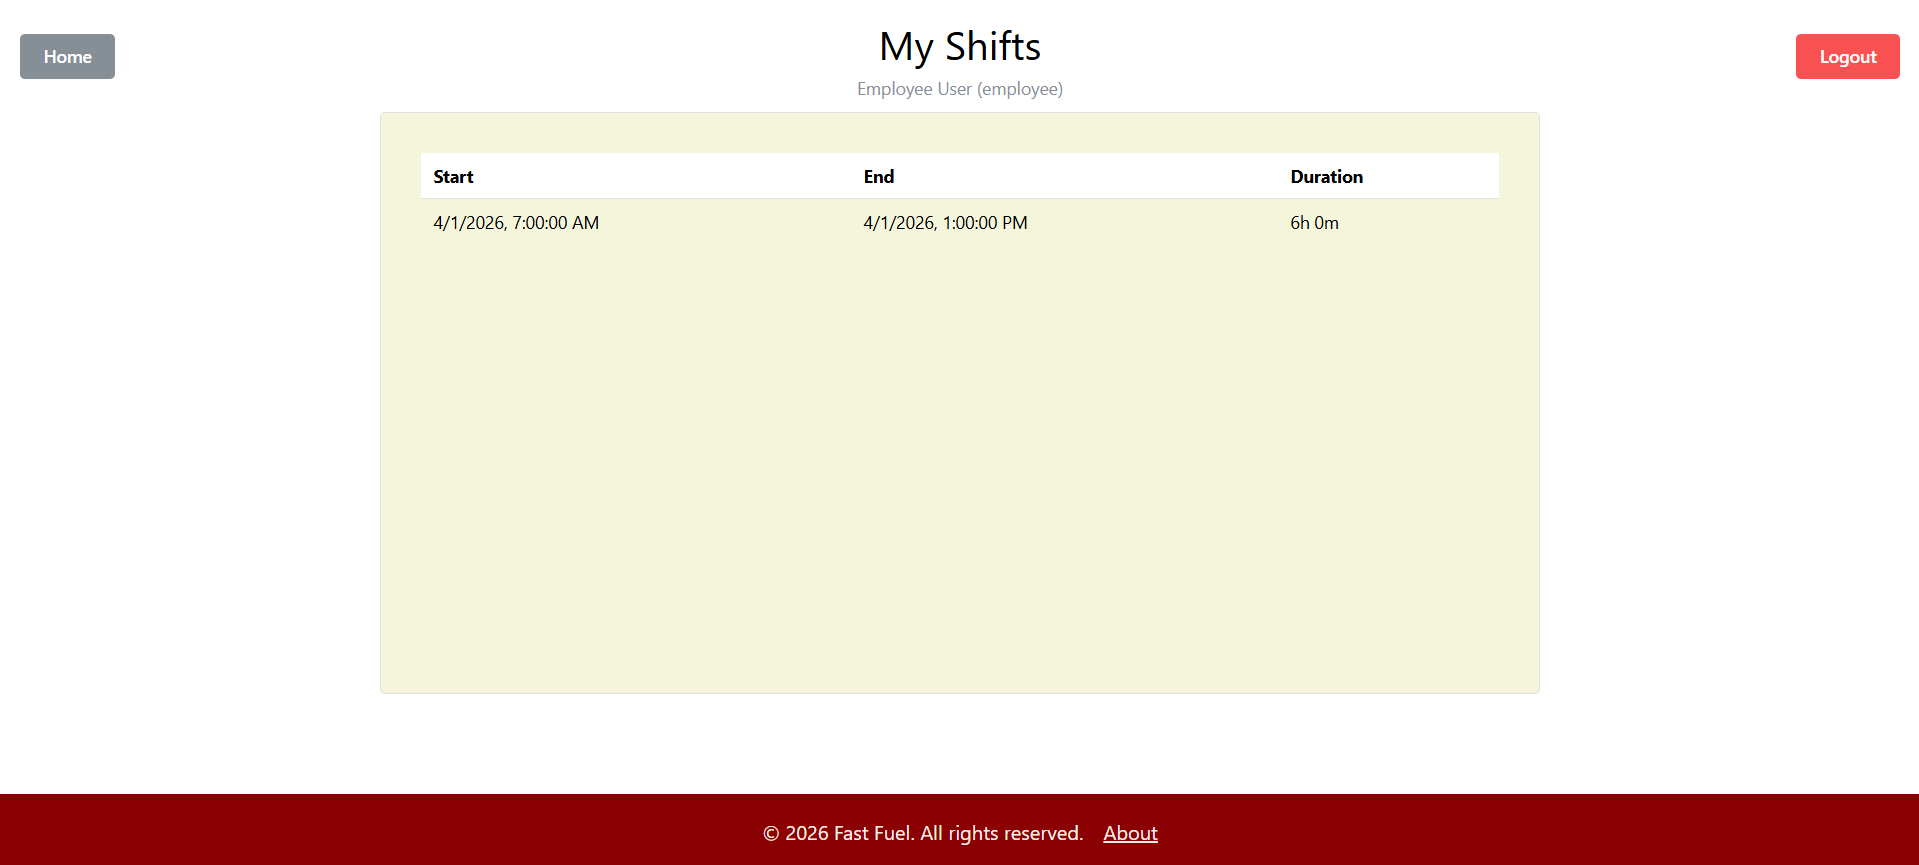 Home
My Shifts
Logout
Employee User (employee)
Start End Duration
4/1/2026, 7:00:00 AM 4/1/2026, 1:00:00 PM 6h 0m
© 2026 Fast Fuel. All rights reserved. About